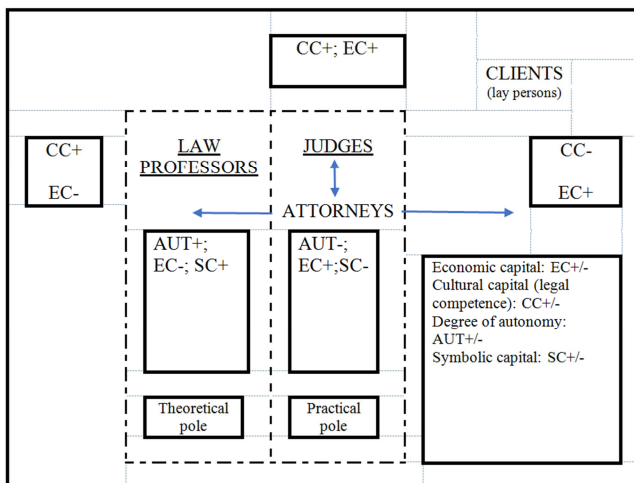 CC+; EC+
CLIENTS
(lay persons)
CC+
EC-
LAW
PROFESSORS
JUDGES
CC-
EC+
ATTORNEYS
AUT+;
EC-; SC+
AUT-;
EC+;SC-
Economic capital: EC+/-
Cultural capital (legal
competence): CC+/-
Degree of autonomy:
AUT+/-
Symbolic capital: SC+/-
Theoretical
pole
Practical
pole